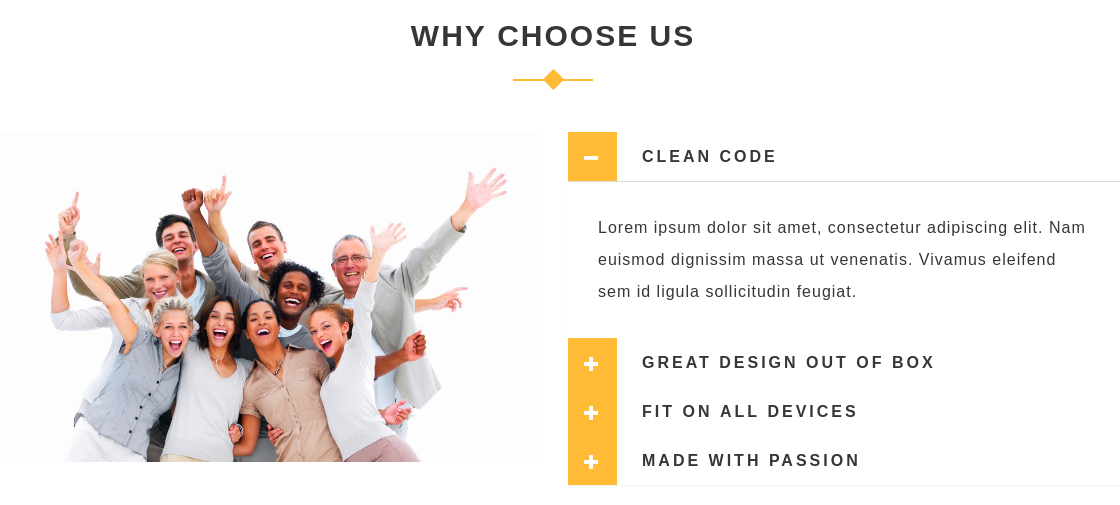 WHY CHOOSE US
CLEAN CODE
Lorem ipsum dolor sit amet, consectetur adipiscing elit. Nam
euismod dignissim massa ut venenatis. Vivamus eleifend
sem id ligula sollicitudin feugiat.
GREAT DESIGN OUT OF BOX
FIT ON ALL DEVICES
MADE WITH PASSION